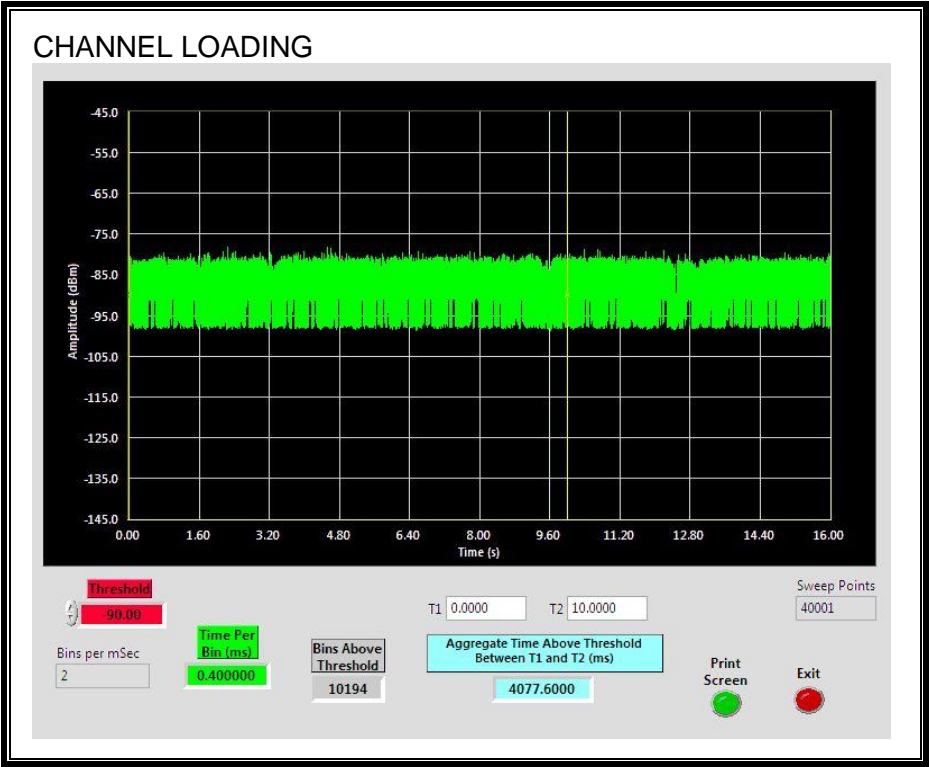 CHANNEL LOADING
-45.0
-55.0
-65.0
-75.0
-85.0
-95.0
-105.0
-115.0
-125.0
-135.0
-145.0
Amplitude (dBm)
0.00 1.60 3.20 4.80 6.40 8.00 9.60 11.20 12.80 14.40 16.00
Time (s)
Threshold
-90.00
Bins per mSec
2
Time Per
Bin (ms)
0.400000
Bins Above
Threshold
10194
T1 0.0000 T2 10.0000
Aggregate Time Above Threshold
Between T1 and T2 (ms)
4077.6000
Sweep Points
40001
Print
Screen
Exit